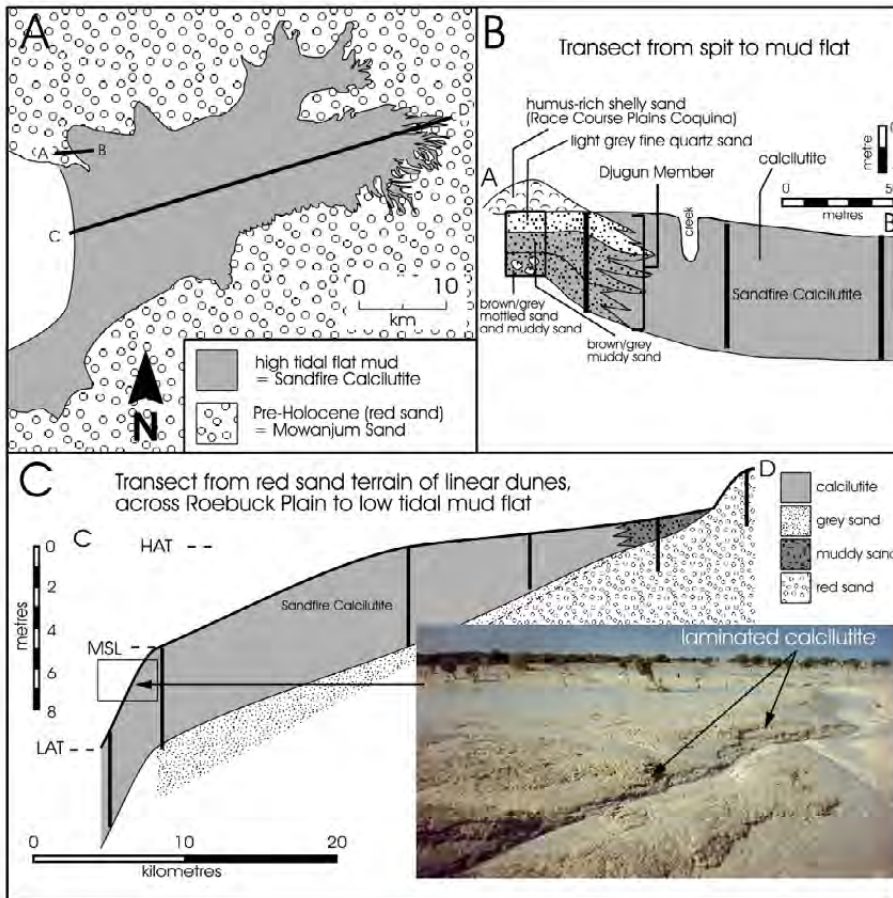 A
A
B
C
D
0
10
km
N
high tidal flat mud
= Sandfire Calcilutite
Pre-Holocene (red sand)
= Mowanjum Sand
B
Transect from spit to mud flat
humus-rich shelly sand
(Race Course Plains Coquina)
light grey fine quartz sand
Djugun Member
calcilutite
metre
0
metres
A
creek
B
Sandfire Calcilutite
brown/grey
mottled sand
and muddy sand
brown/grey
muddy sand
C
Transect from red sand terrain of linear dunes,
across Roebuck Plain to low tidal mud flat
D
calcilutite
grey sand
muddy sand
red sand
C
HAT
0
2
4
6
8
metres
Sandfire Calcilutite
MSL
LAT
laminated calcilutite
0
10
20
kilometres